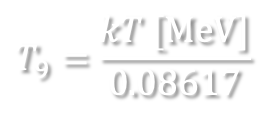 T₉ = kT [MeV] / 0.08617